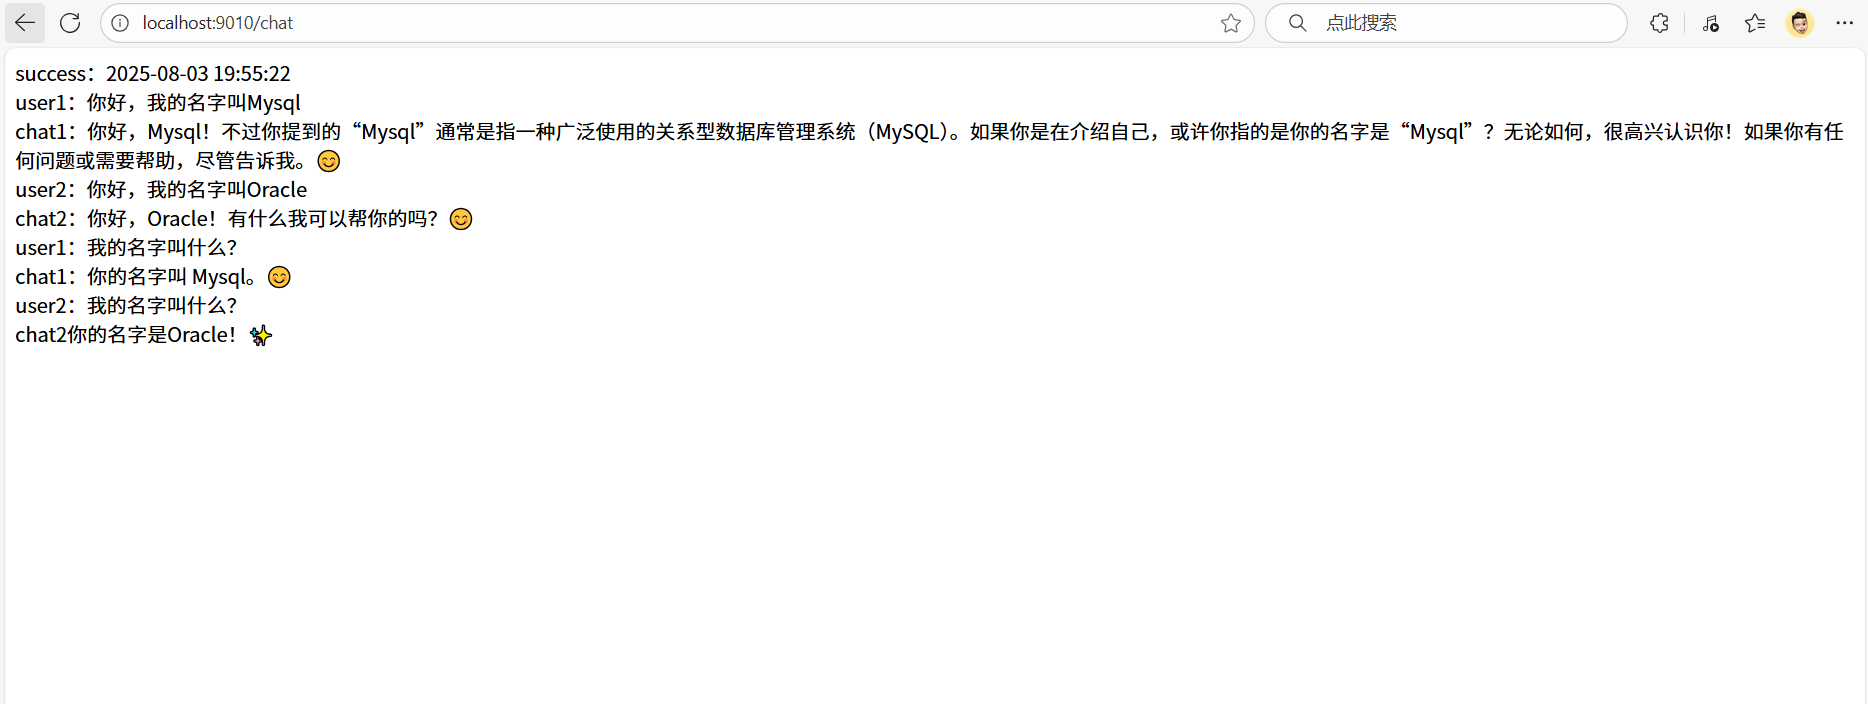 localhost:9010/chat
点此搜索
success：2025-08-03 19:55:22
user1：你好，我的名字叫Mysql
chat1：你好，Mysql！不过你提到的“Mysql”通常是指一种广泛使用的关系型数据库管理系统（MySQL）。如果你是在介绍自己，或许你指的是你的名字是“Mysql”？无论如何，很高兴认识你！如果你有任
何问题或需要帮助，尽管告诉我。😊
user2：你好，我的名字叫Oracle
chat2：你好，Oracle！有什么我可以帮你的吗？😊
user1：我的名字叫什么？
chat1：你的名字叫 Mysql。😊
user2：我的名字叫什么？
chat2你的名字是Oracle！✨